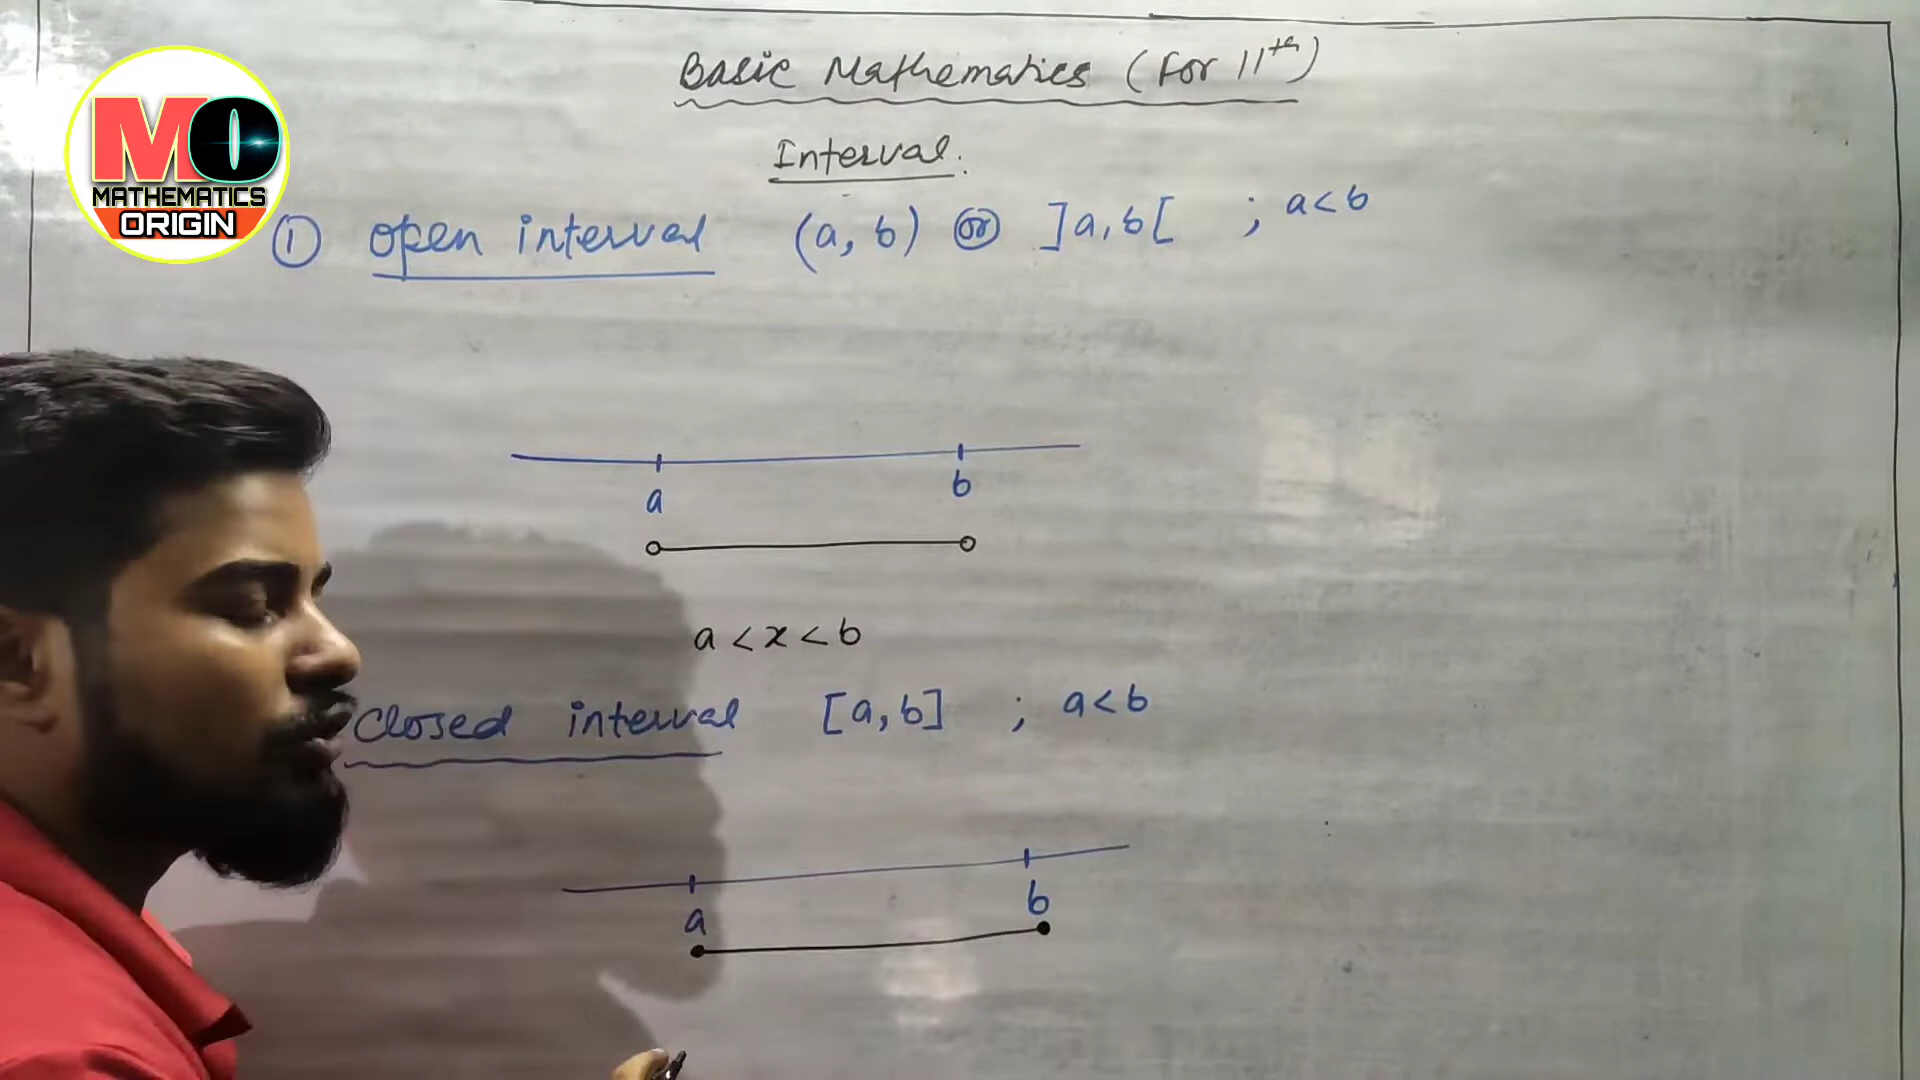 Basic Mathematics (For 11th)
MO
MATHEMATICS
ORIGIN
Interval.
① open interval (a, b) or ]a, b[ ; a<b
a b
a < x < b
closed interval [a, b] ; a<b
a b